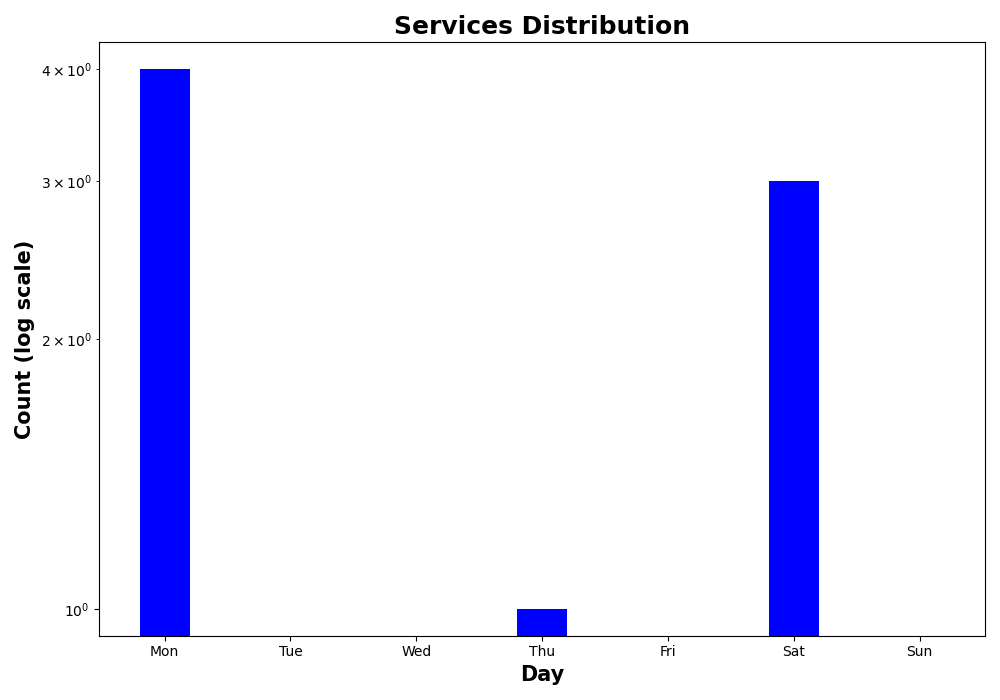 Services Distribution
Count (log scale)
4 × 10⁰
3 × 10⁰
2 × 10⁰
10⁰
Mon Tue Wed Thu Fri Sat Sun
Day